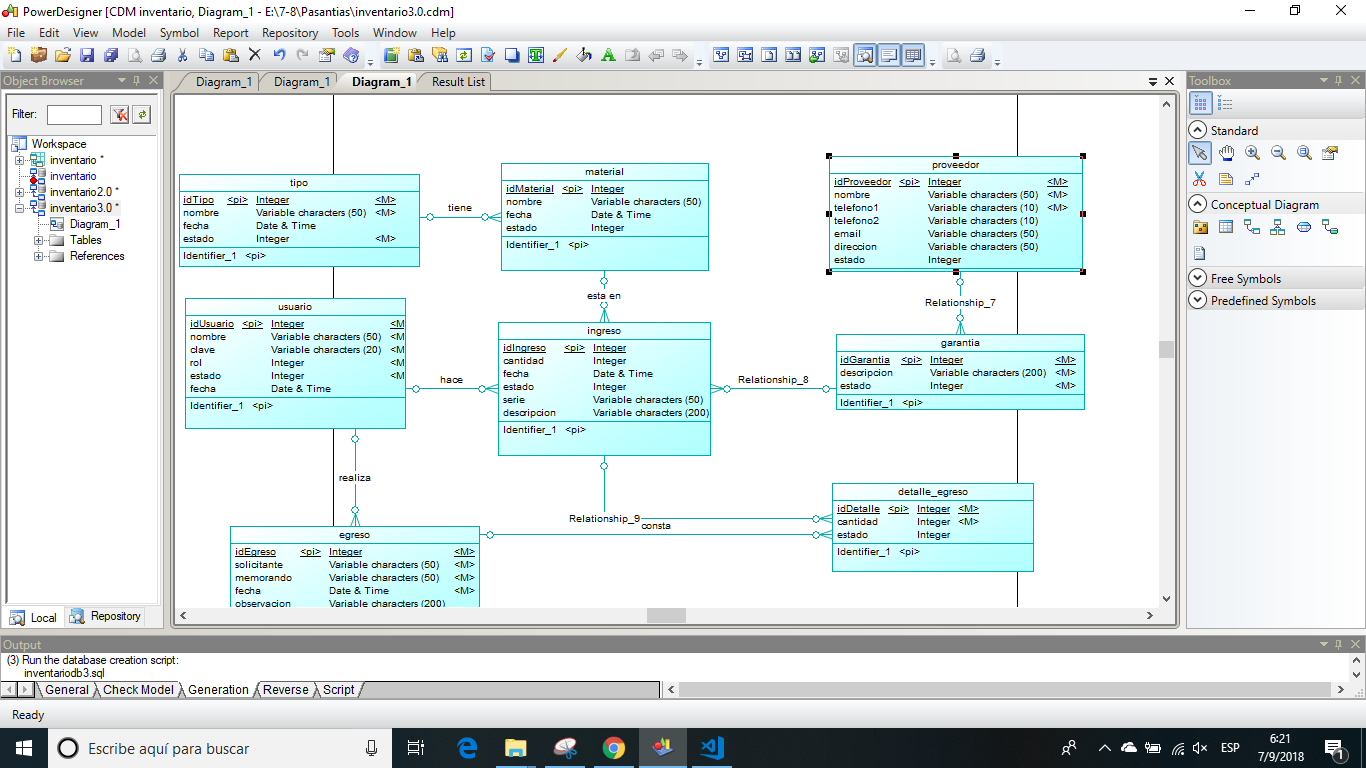 PowerDesigner [CDM inventario, Diagram_1 - E:\7-8\Pasantias\inventario3.0.cdm]
File Edit View Model Symbol Report Repository Tools Window Help
Object Browser
Filter:
Workspace
inventario *
inventario
inventario2.0 *
inventario3.0 *
Diagram_1
Tables
References
Local Repository
Diagram_1 Diagram_1 Diagram_1 Result List
tipo
idTipo <pi> Integer <M>
nombre Variable characters (50) <M>
fecha Date & Time
estado Integer <M>
Identifier_1 <pi>
tiene
material
idMaterial <pi> Integer
nombre Variable characters (50)
fecha Date & Time
estado Integer
Identifier_1 <pi>
proveedor
idProveedor <pi> Integer <M>
nombre Variable characters (50) <M>
telefono1 Variable characters (10) <M>
telefono2 Variable characters (10)
email Variable characters (50)
direccion Variable characters (50)
estado Integer
esta en
Relationship_7
usuario
idUsuario <pi> Integer <M
nombre Variable characters (50) <M
clave Variable characters (20) <M
rol Integer <M
estado Integer <M
fecha Date & Time
Identifier_1 <pi>
hace
ingreso
idIngreso <pi> Integer
cantidad Integer
fecha Date & Time
estado Integer
serie Variable characters (50)
descripcion Variable characters (200)
Identifier_1 <pi>
Relationship_8
garantia
idGarantia <pi> Integer <M>
descripcion Variable characters (200) <M>
estado Integer <M>
Identifier_1 <pi>
realiza
Relationship_9
consta
detalle_egreso
idDetalle <pi> Integer <M>
cantidad Integer <M>
estado Integer
Identifier_1 <pi>
egreso
idEgreso <pi> Integer <M>
solicitante Variable characters (50) <M>
memorando Variable characters (50) <M>
fecha Date & Time <M>
observacion Variable characters (200)
Toolbox
Standard
Conceptual Diagram
Free Symbols
Predefined Symbols
Output
(3) Run the database creation script:
inventariodb3.sql
General Check Model Generation Reverse Script
Ready
Escribe aquí para buscar
ESP
6:21
7/9/2018
1